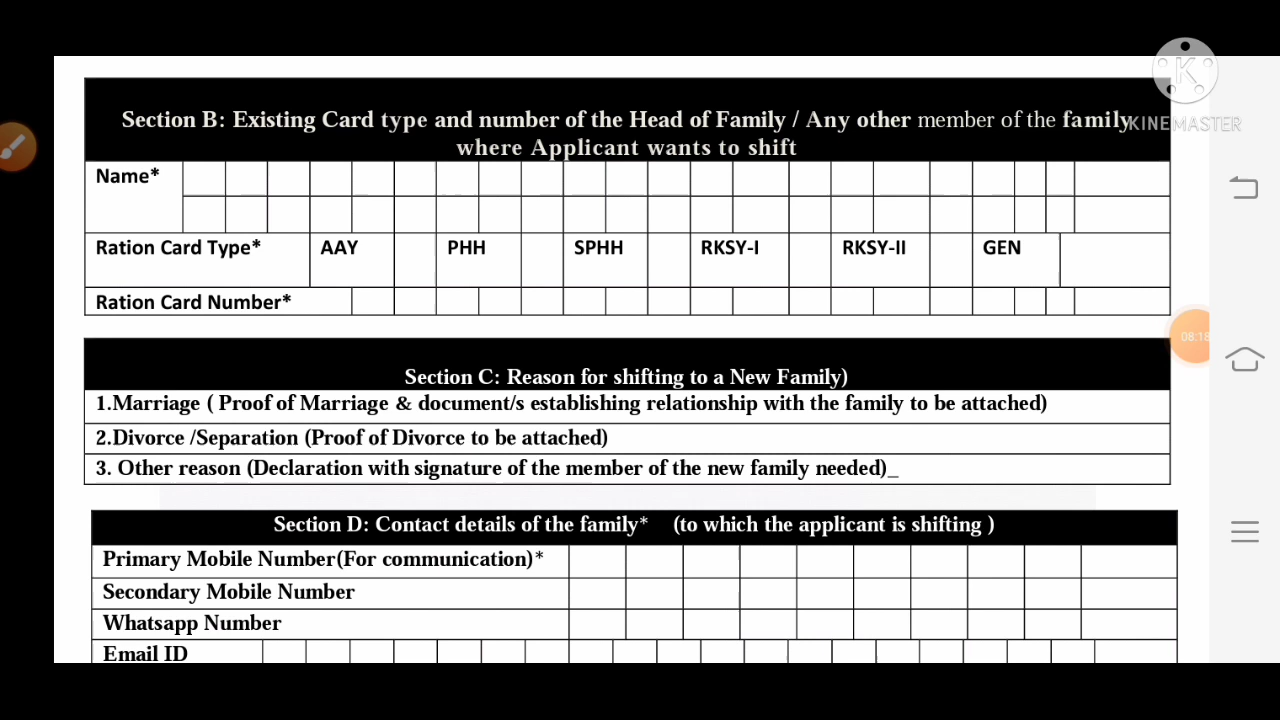 Section B: Existing Card type and number of the Head of Family / Any other member of the family
where Applicant wants to shift
KINEMASTER
Name*
Ration Card Type* AAY PHH SPHH RKSY-I RKSY-II GEN
Ration Card Number*
08:18
Section C: Reason for shifting to a New Family)
1.Marriage ( Proof of Marriage & document/s establishing relationship with the family to be attached)
2.Divorce /Separation (Proof of Divorce to be attached)
3. Other reason (Declaration with signature of the member of the new family needed)_
Section D: Contact details of the family* (to which the applicant is shifting )
Primary Mobile Number(For communication)*
Secondary Mobile Number
Whatsapp Number
Email ID